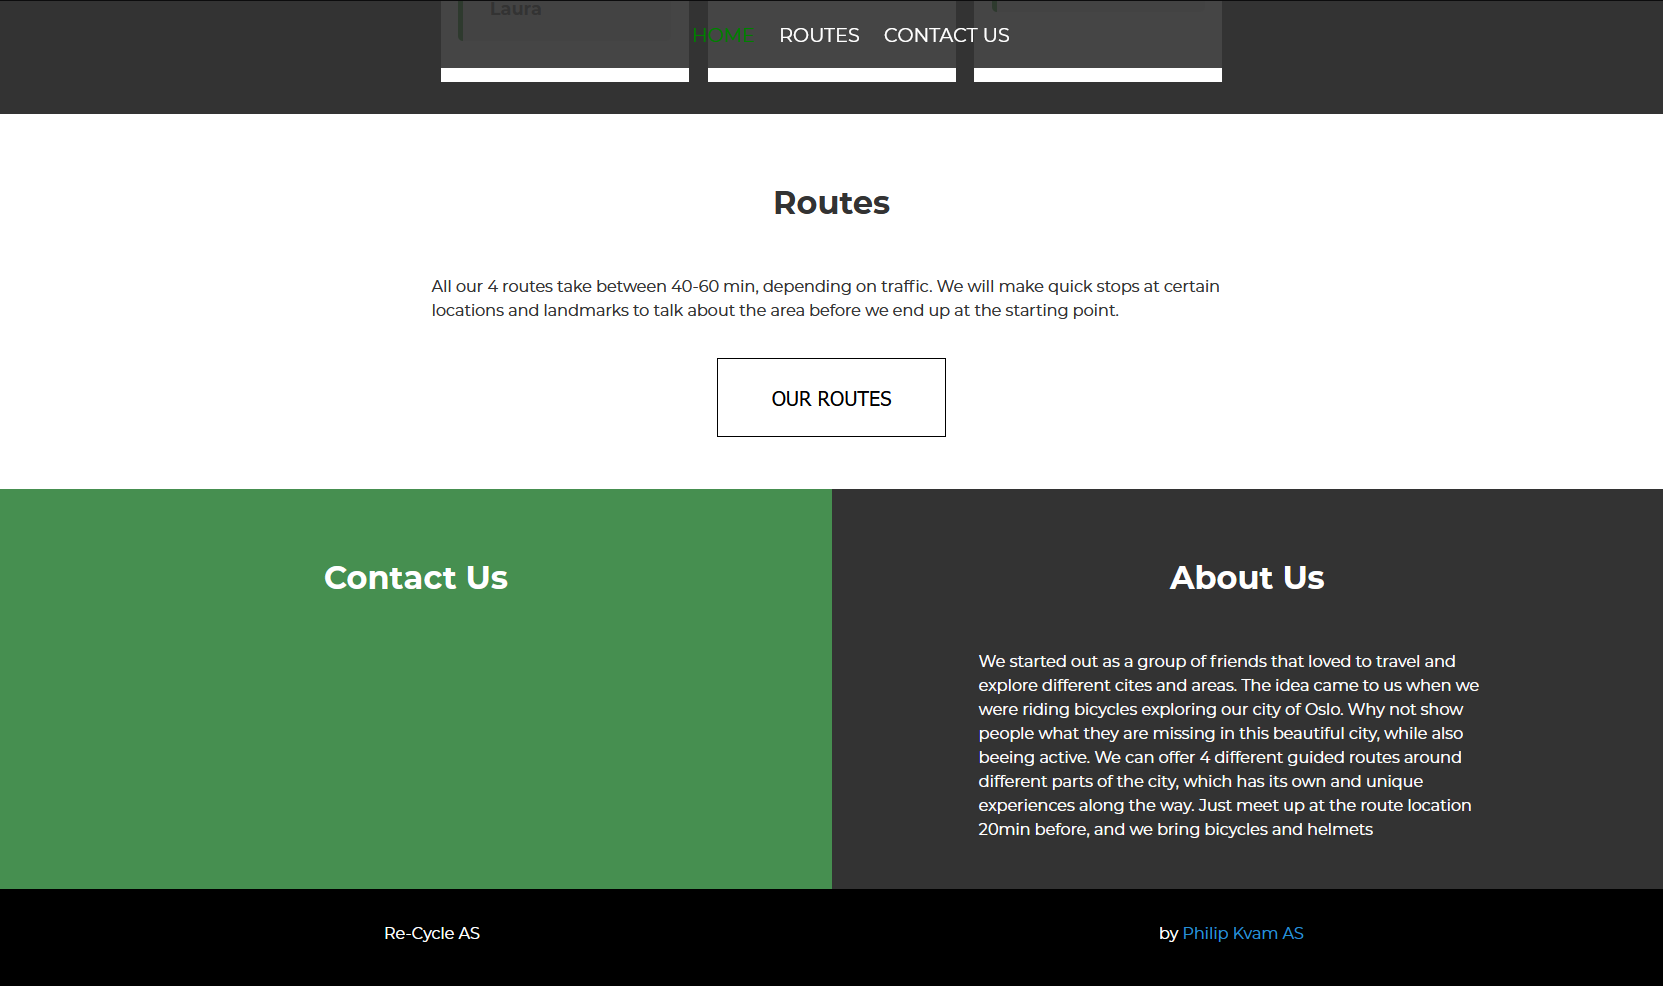 Laura
HOME ROUTES CONTACT US
Routes
All our 4 routes take between 40-60 min, depending on traffic. We will make quick stops at certain
locations and landmarks to talk about the area before we end up at the starting point.
OUR ROUTES
Contact Us
About Us
We started out as a group of friends that loved to travel and
explore different cites and areas. The idea came to us when we
were riding bicycles exploring our city of Oslo. Why not show
people what they are missing in this beautiful city, while also
beeing active. We can offer 4 different guided routes around
different parts of the city, which has its own and unique
experiences along the way. Just meet up at the route location
20min before, and we bring bicycles and helmets
Re-Cycle AS
by Philip Kvam AS